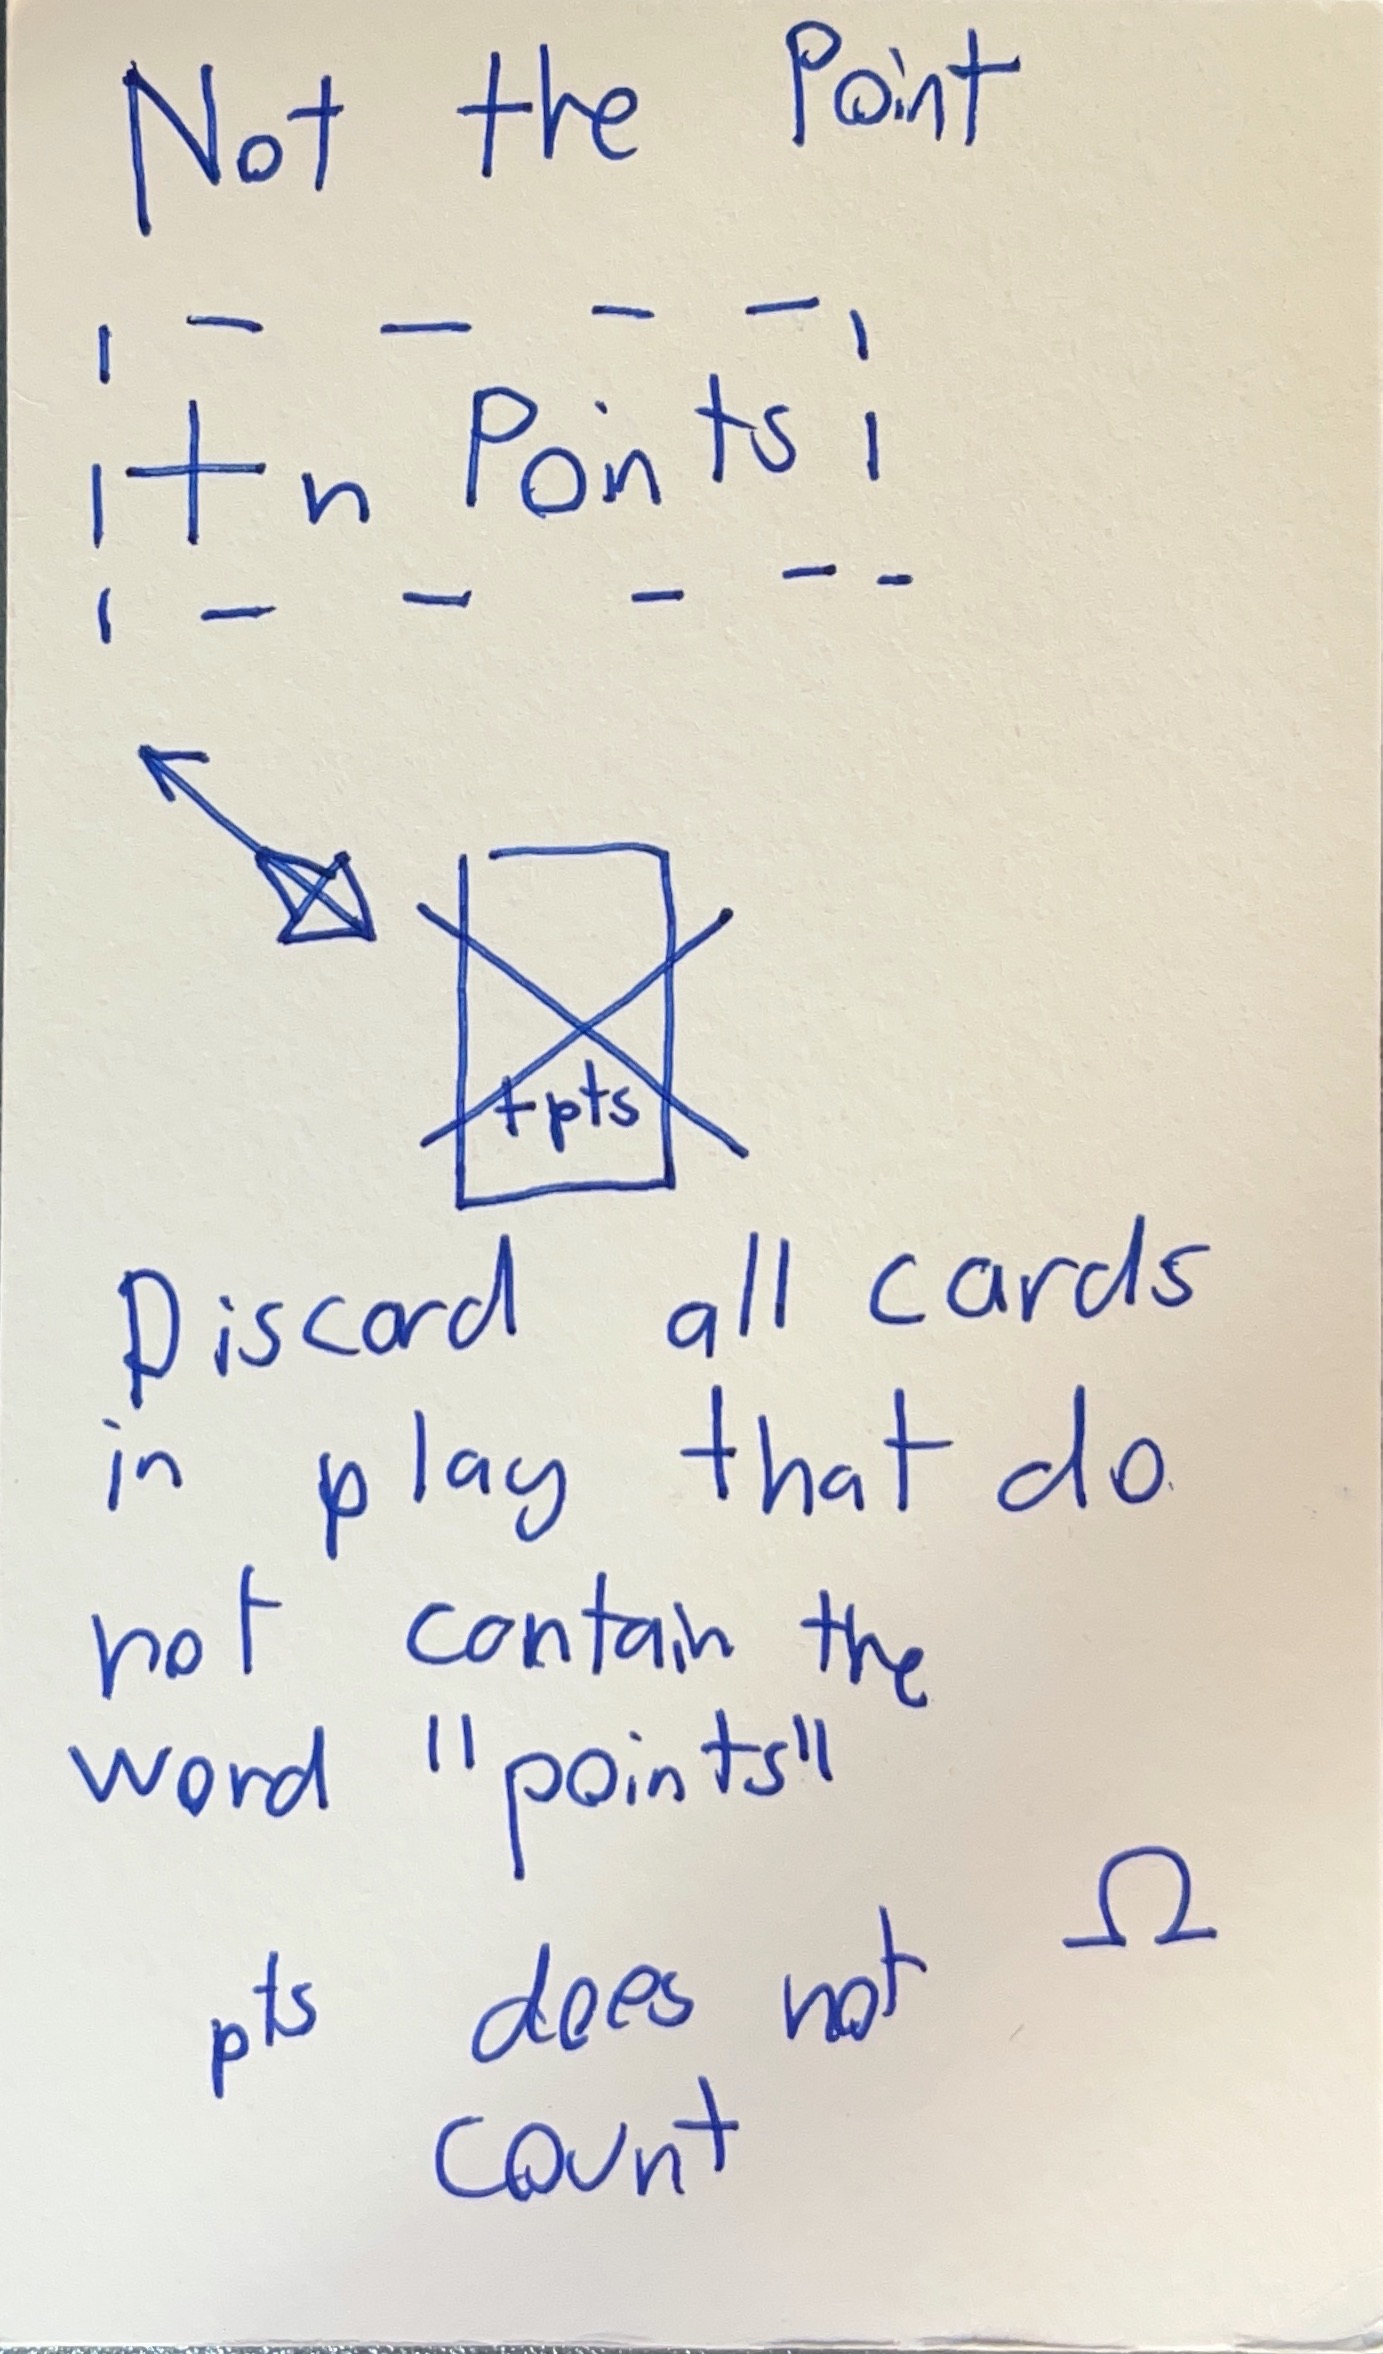 Not the Point
+n Points
+pts
Discard all cards
in play that do
not contain the
word "points"
Ω
pts does not
count